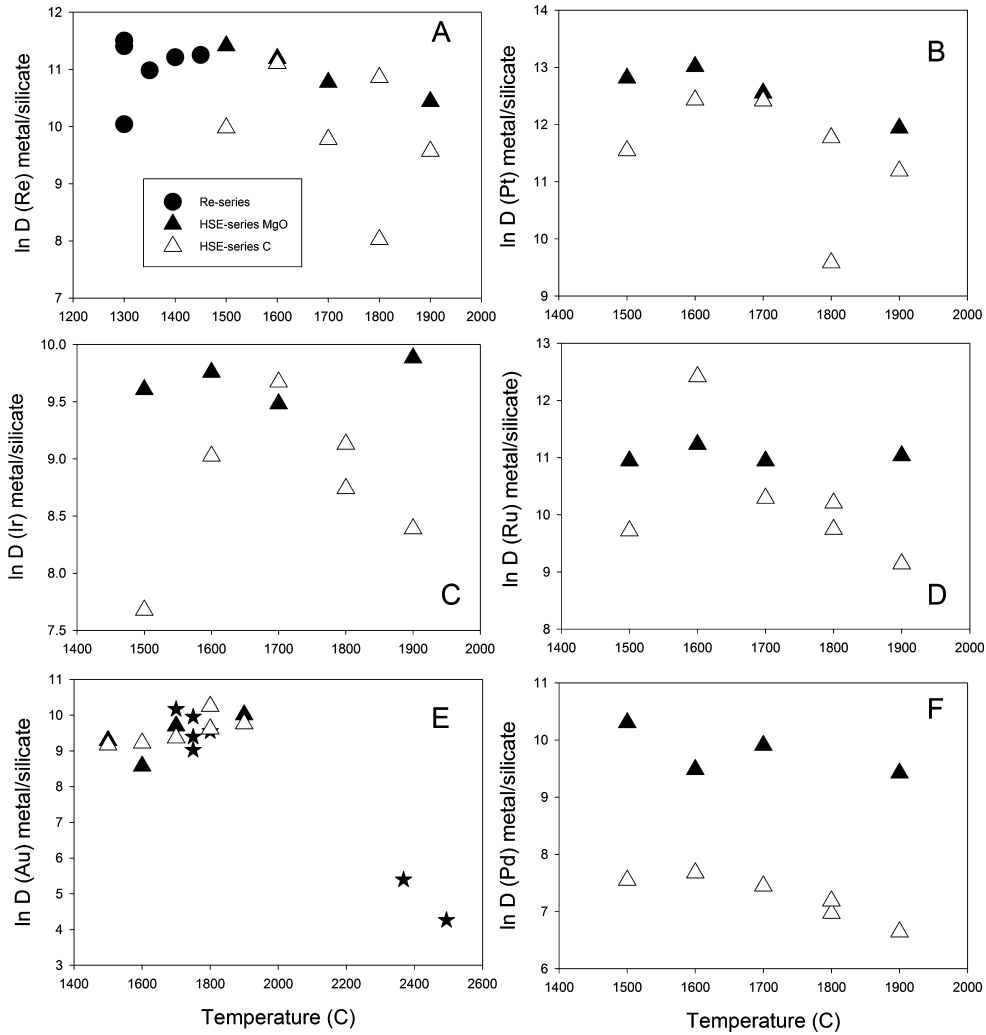 A
ln D (Re) metal/silicate
12
11
10
9
8
7
Re-series
HSE-series MgO
HSE-series C
1200 1300 1400 1500 1600 1700 1800 1900 2000
B
ln D (Pt) metal/silicate
14
13
12
11
10
9
1400 1500 1600 1700 1800 1900 2000
C
ln D (Ir) metal/silicate
10.0
9.5
9.0
8.5
8.0
7.5
1400 1500 1600 1700 1800 1900 2000
D
ln D (Ru) metal/silicate)
13
12
11
10
9
8
1400 1500 1600 1700 1800 1900 2000
E
ln D (Au) metal/silicate
11
10
9
8
7
6
5
4
3
1400 1600 1800 2000 2200 2400 2600
Temperature (C)
F
ln D (Pd) metal/silicate
11
10
9
8
7
6
1400 1500 1600 1700 1800 1900 2000
Temperature (C)